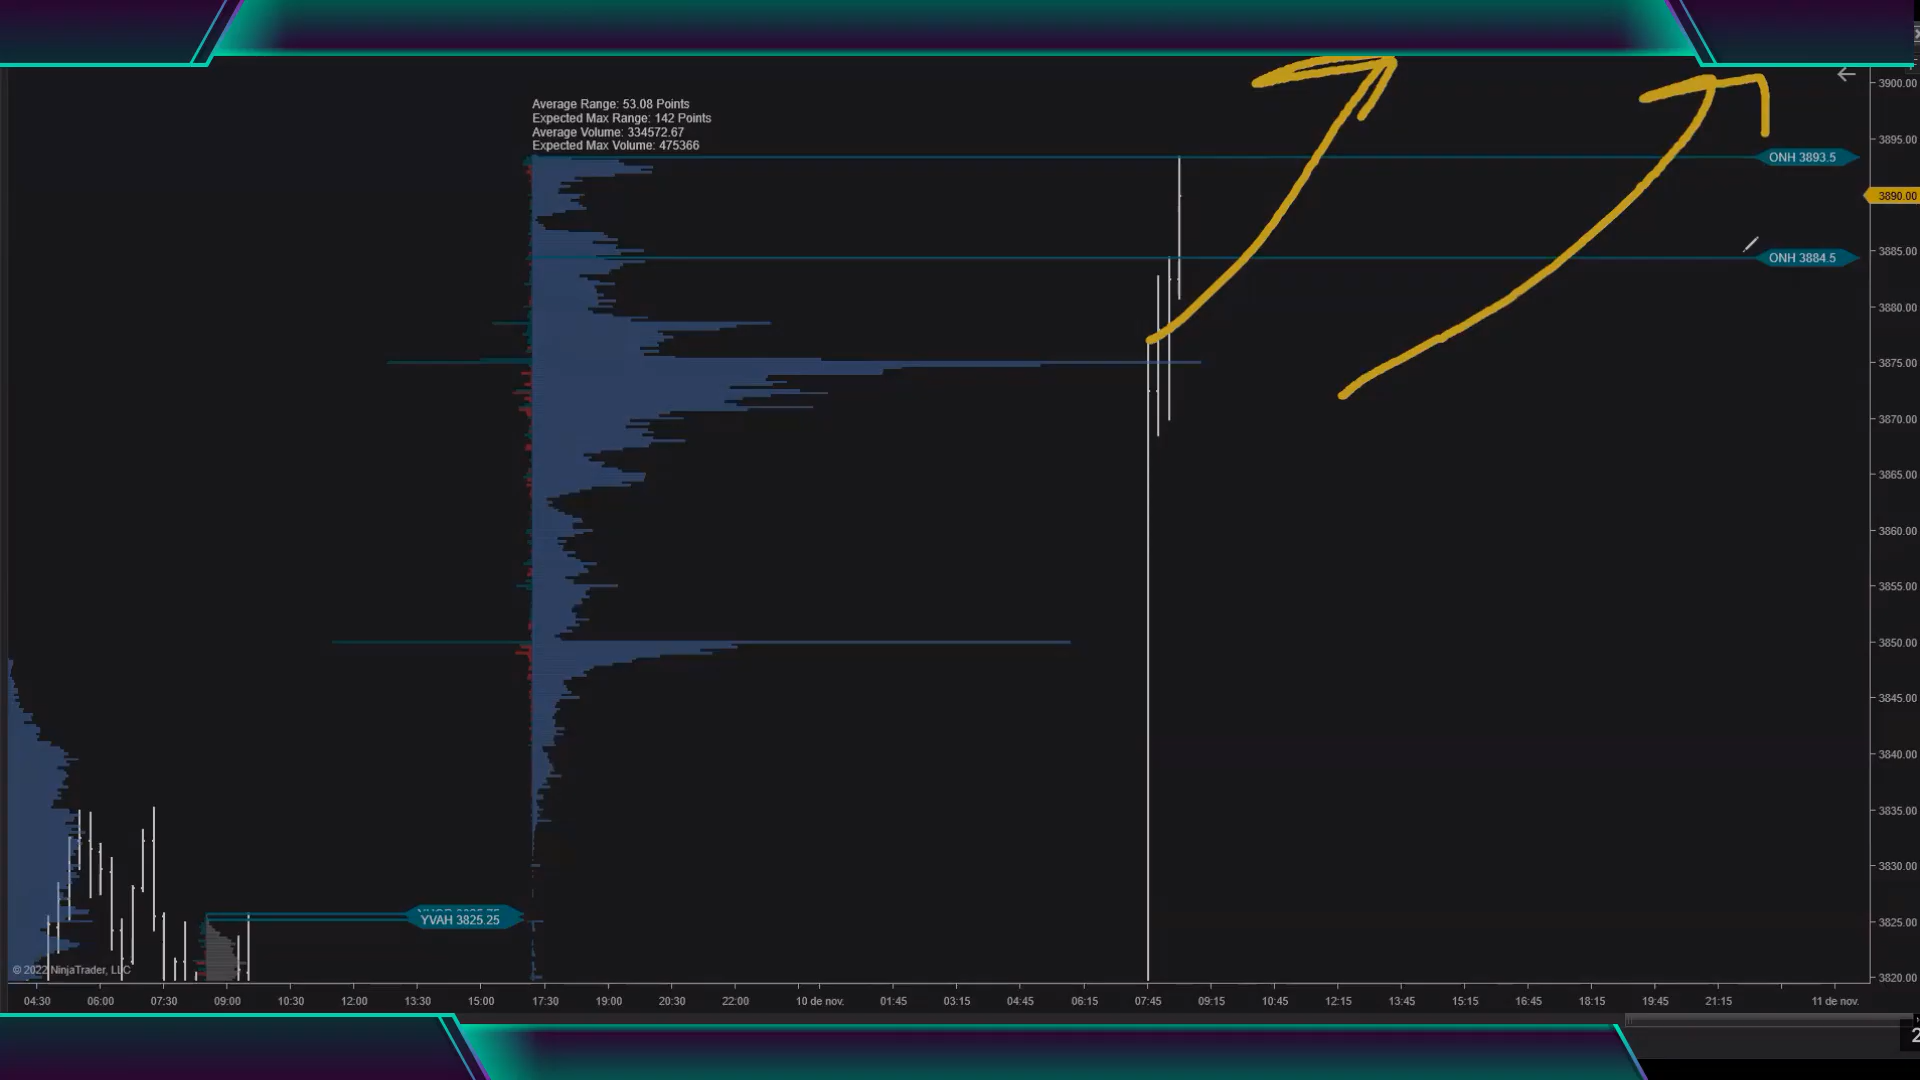 Average Range: 53.08 Points
Expected Max Range: 142 Points
Average Volume: 334572.67
Expected Max Volume: 475366
3900.00
3895.00
ONH 3893.5
3890.00
3885.00
ONH 3884.5
3880.00
3875.00
3870.00
3865.00
3860.00
3855.00
3850.00
3845.00
3840.00
3835.00
3830.00
3825.00
YVAH 3825.25
3820.00
© 2022 NinjaTrader, LLC
04:30 06:00 07:30 09:00 10:30 12:00 13:30 15:00 17:30 19:00 20:30 22:00 10 de nov. 01:45 03:15 04:45 06:15 07:45 09:15 10:45 12:15 13:45 15:15 16:45 18:15 19:45 21:15 11 de nov.